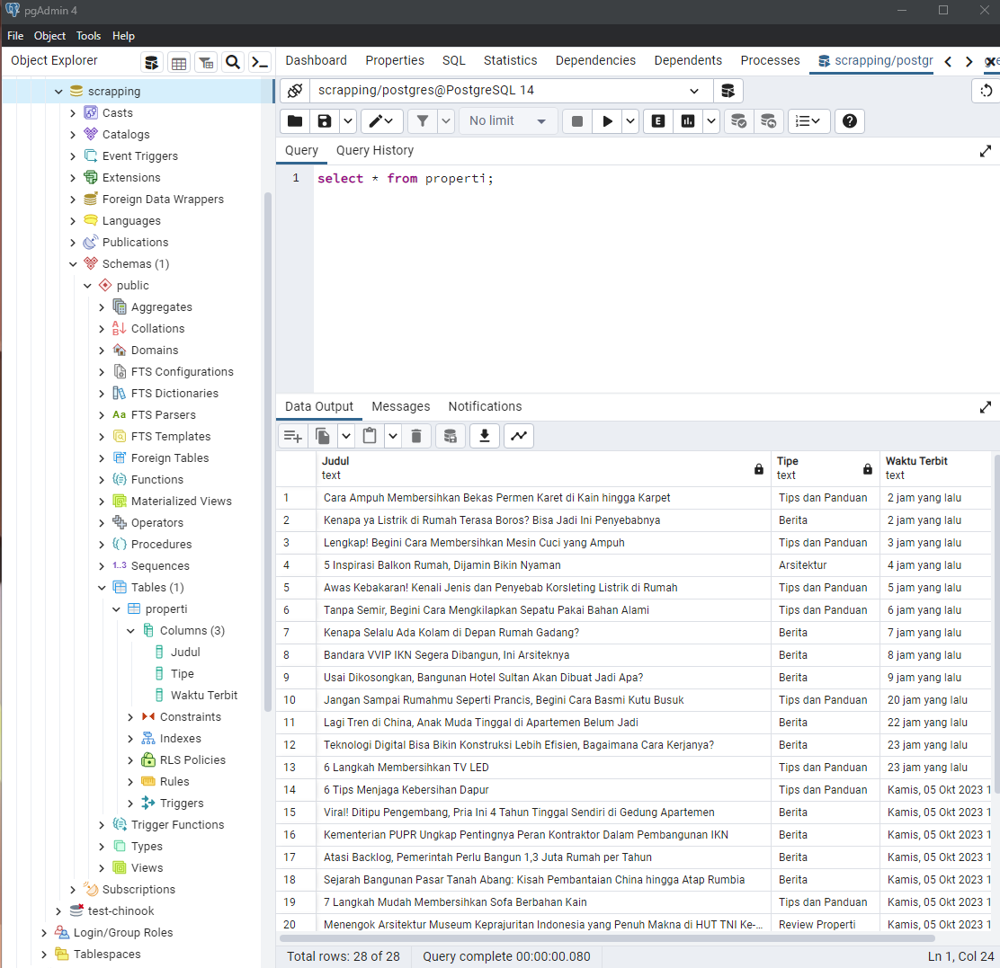 pgAdmin 4
File Object Tools Help
Object Explorer
Dashboard Properties SQL Statistics Dependencies Dependents Processes scrapping/postgr
scrapping
Casts
Catalogs
Event Triggers
Extensions
Foreign Data Wrappers
Languages
Publications
Schemas (1)
public
Aggregates
Collations
Domains
FTS Configurations
FTS Dictionaries
Aa FTS Parsers
FTS Templates
Foreign Tables
Functions
Materialized Views
Operators
Procedures
1..3 Sequences
Tables (1)
properti
Columns (3)
Judul
Tipe
Waktu Terbit
Constraints
Indexes
RLS Policies
Rules
Triggers
Trigger Functions
Types
Views
Subscriptions
test-chinook
Login/Group Roles
Tablespaces
scrapping/postgres@PostgreSQL 14
No limit
E
Query Query History
1 select * from properti;
Data Output Messages Notifications
Judul Tipe Waktu Terbit
text text text
1 Cara Ampuh Membersihkan Bekas Permen Karet di Kain hingga Karpet Tips dan Panduan 2 jam yang lalu
2 Kenapa ya Listrik di Rumah Terasa Boros? Bisa Jadi Ini Penyebabnya Berita 2 jam yang lalu
3 Lengkap! Begini Cara Membersihkan Mesin Cuci yang Ampuh Tips dan Panduan 3 jam yang lalu
4 5 Inspirasi Balkon Rumah, Dijamin Bikin Nyaman Arsitektur 4 jam yang lalu
5 Awas Kebakaran! Kenali Jenis dan Penyebab Korsleting Listrik di Rumah Tips dan Panduan 5 jam yang lalu
6 Tanpa Semir, Begini Cara Mengkilapkan Sepatu Pakai Bahan Alami Tips dan Panduan 6 jam yang lalu
7 Kenapa Selalu Ada Kolam di Depan Rumah Gadang? Berita 7 jam yang lalu
8 Bandara VVIP IKN Segera Dibangun, Ini Arsiteknya Berita 8 jam yang lalu
9 Usai Dikosongkan, Bangunan Hotel Sultan Akan Dibuat Jadi Apa? Berita 9 jam yang lalu
10 Jangan Sampai Rumahmu Seperti Prancis, Begini Cara Basmi Kutu Busuk Tips dan Panduan 20 jam yang lalu
11 Lagi Tren di China, Anak Muda Tinggal di Apartemen Belum Jadi Berita 22 jam yang lalu
12 Teknologi Digital Bisa Bikin Konstruksi Lebih Efisien, Bagaimana Cara Kerjanya? Berita 23 jam yang lalu
13 6 Langkah Membersihkan TV LED Tips dan Panduan 23 jam yang lalu
14 6 Tips Menjaga Kebersihan Dapur Tips dan Panduan Kamis, 05 Okt 2023 1
15 Viral! Ditipu Pengembang, Pria Ini 4 Tahun Tinggal Sendiri di Gedung Apartemen Berita Kamis, 05 Okt 2023 1
16 Kementerian PUPR Ungkap Pentingnya Peran Kontraktor Dalam Pembangunan IKN Berita Kamis, 05 Okt 2023 1
17 Atasi Backlog, Pemerintah Perlu Bangun 1,3 Juta Rumah per Tahun Berita Kamis, 05 Okt 2023 1
18 Sejarah Bangunan Pasar Tanah Abang: Kisah Pembantaian China hingga Atap Rumbia Berita Kamis, 05 Okt 2023 1
19 7 Langkah Mudah Membersihkan Sofa Berbahan Kain Tips dan Panduan Kamis, 05 Okt 2023 1
20 Menengok Arsitektur Museum Keprajuritan Indonesia yang Penuh Makna di HUT TNI Ke-... Review Properti Kamis, 05 Okt 2023 1
Total rows: 28 of 28 Query complete 00:00:00.080 Ln 1, Col 24